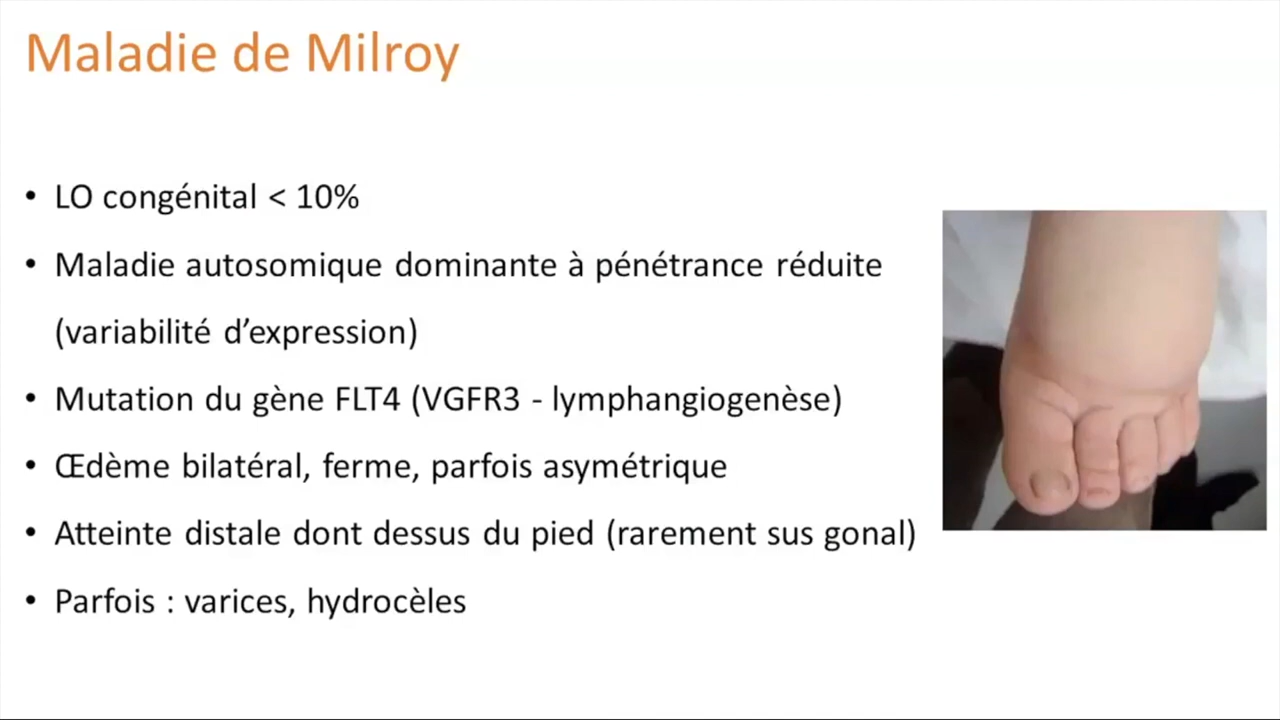 Maladie de Milroy
• LO congénital < 10%
• Maladie autosomique dominante à pénétrance réduite
(variabilité d’expression)
• Mutation du gène FLT4 (VGFR3 - lymphangiogenèse)
• Œdème bilatéral, ferme, parfois asymétrique
• Atteinte distale dont dessus du pied (rarement sus gonal)
• Parfois : varices, hydrocèles